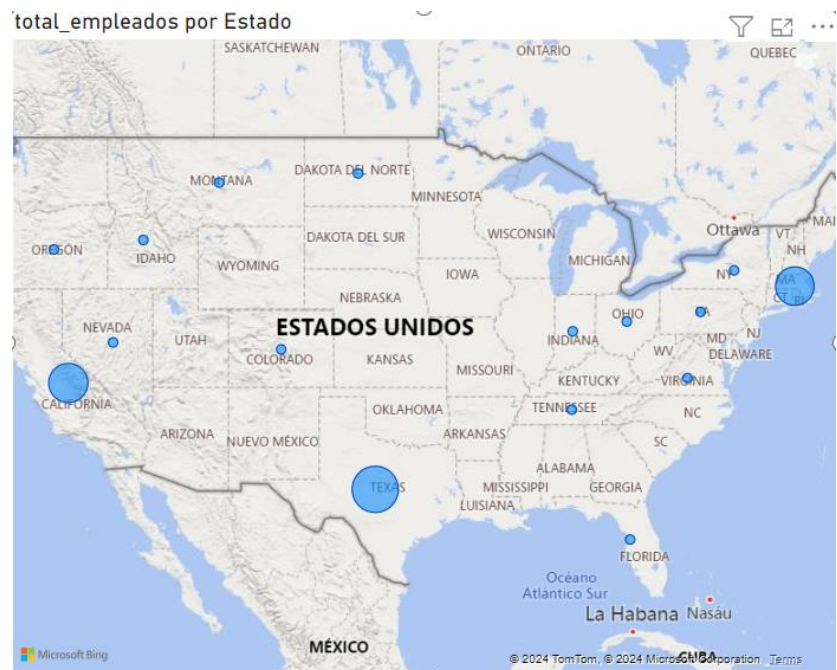 total_empleados por Estado
SASKATCHEWAN
ONTARIO
QUEBEC
MONTANA
DAKOTA DEL NORTE
MINNESOTA
Ottawa
VT
MAI
NH
OREGÓN
IDAHO
WYOMING
DAKOTA DEL SUR
WISCONSIN
MICHIGAN
NY
MA
CT
RI
IOWA
NEBRASKA
ESTADOS UNIDOS
NEVADA
UTAH
COLORADO
KANSAS
MISSOURI
INDIANA
OHIO
PA
NJ
MD
DELAWARE
WV
VIRGINIA
KENTUCKY
CALIFORNIA
ARIZONA
NUEVO MÉXICO
OKLAHOMA
ARKANSAS
TENNESSEE
NC
SC
TEXAS
LUISIANA
MISSISSIPPI
ALABAMA
GEORGIA
FLORIDA
Océano
Atlántico Sur
La Habana
Nasáu
MÉXICO
CUBA
Microsoft Bing
© 2024 TomTom, © 2024 Microsoft Corporation Terms